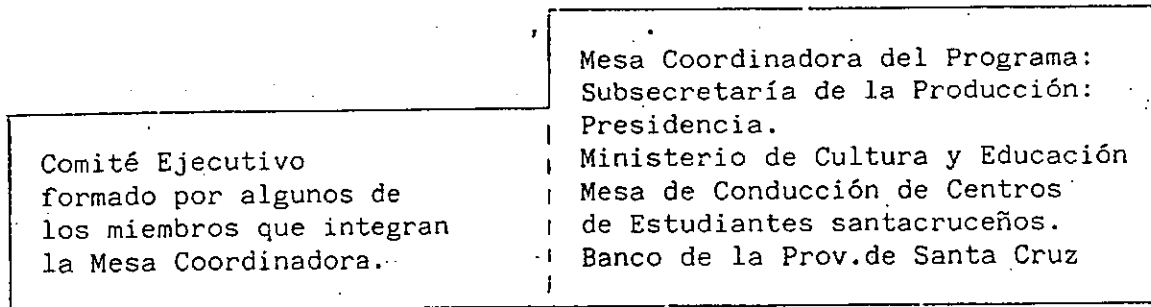 Comité Ejecutivo
formado por algunos de
los miembros que integran
la Mesa Coordinadora.
Mesa Coordinadora del Programa:
Subsecretaría de la Producción:
Presidencia.
Ministerio de Cultura y Educación
Mesa de Conducción de Centros
de Estudiantes santacruceños.
Banco de la Prov.de Santa Cruz